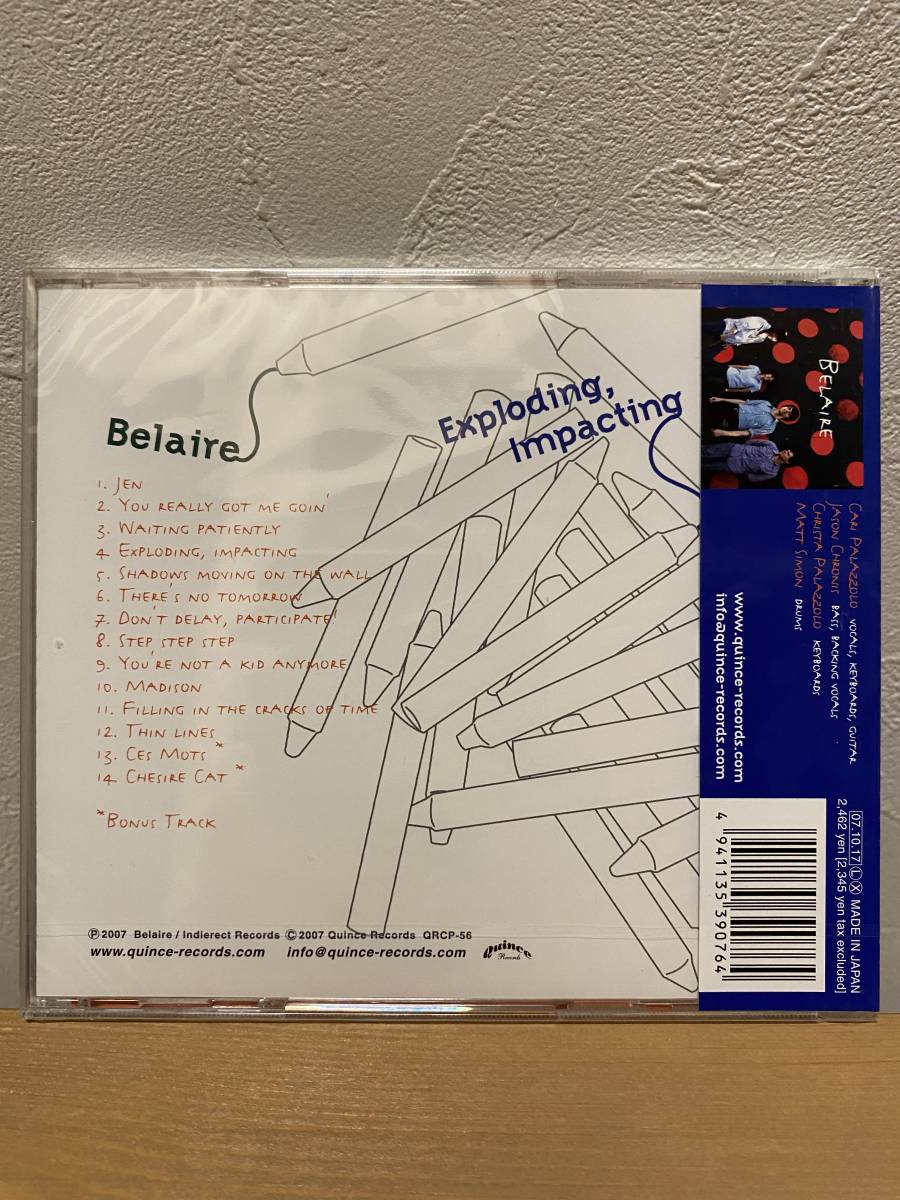 Belaire
Exploding,
Impacting
1. JEN
2. YOU REALLY GOT ME GOIN'
3. WAITING PATIENTLY
4. EXPLODING, IMPACTING
5. SHADOWS MOVING ON THE WALL
6. THERE'S NO TOMORROW
7. DON'T DELAY, PARTICIPATE!
8. STEP STEP STEP
9. YOU'RE NOT A KID ANYMORE
10. MADISON
11. FILLING IN THE CRACKS OF TIME
12. THIN LINES
13. CES MOTS *
14 CHESIRE CAT *
*BONUS TRACK
Ⓟ2007 Belaire / Indierect Records ©2007 Quince Records QRCP-56
www.quince-records.com info@quince-records.com quince Records
BELAIRE
CARI PALAZZOLO VOCALS, KEYBOARDS, GUITAR
JASON CHRONIS BASS, BACKING VOCALS
CHRISTA PALAZZOLO KEYBOARDS
MATT SIMON DRUMS
www.quince-records.com
info@quince-records.com
07.10.17 Ⓛ Ⓧ MADE IN JAPAN
2,462 yen [2,345 yen tax excluded]
4 941135 390764